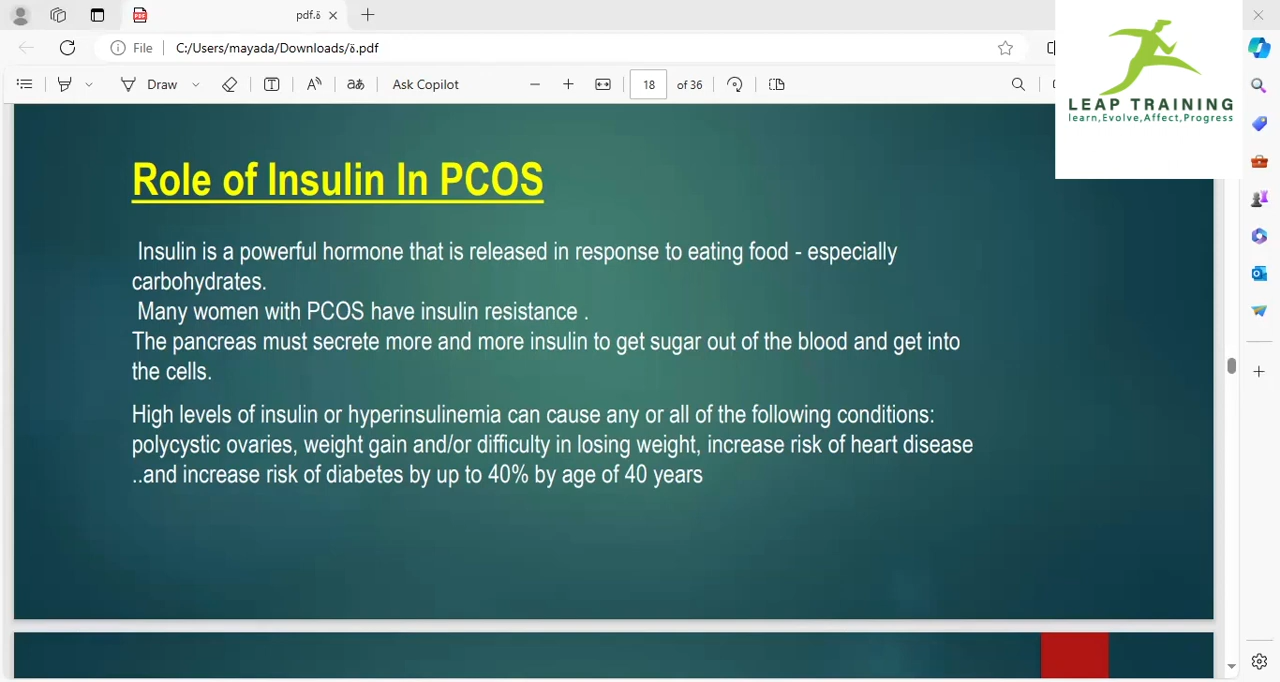 pdf.ة
File
C:/Users/mayada/Downloads/ة.pdf
Draw
aあ
Ask Copilot
18 of 36
LEAP TRAINING
learn,Evolve,Affect,Progress
Role of Insulin In PCOS
Insulin is a powerful hormone that is released in response to eating food - especially
carbohydrates.
Many women with PCOS have insulin resistance .
The pancreas must secrete more and more insulin to get sugar out of the blood and get into
the cells.
High levels of insulin or hyperinsulinemia can cause any or all of the following conditions:
polycystic ovaries, weight gain and/or difficulty in losing weight, increase risk of heart disease
..and increase risk of diabetes by up to 40% by age of 40 years